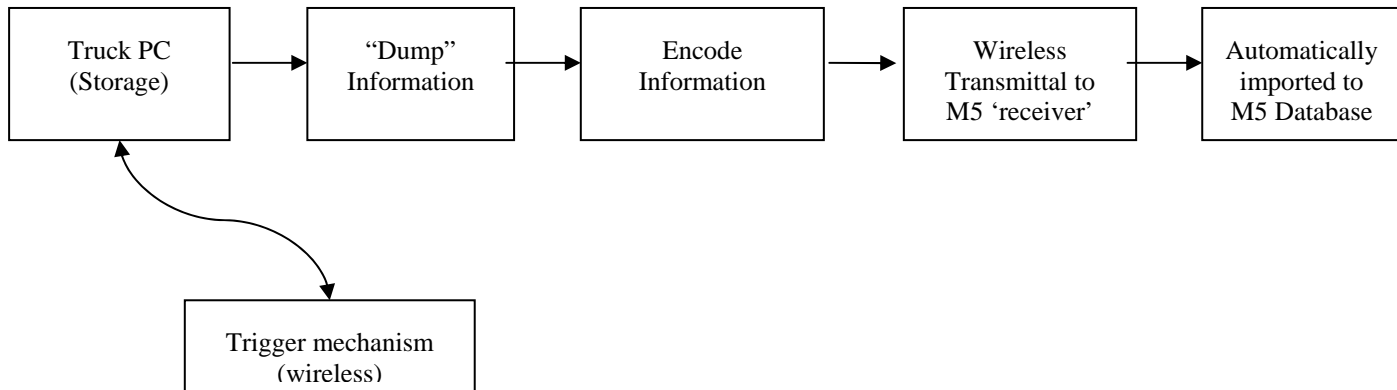 Truck PC
(Storage)
“Dump”
Information
Encode
Information
Wireless
Transmittal to
M5 ‘receiver’
Automatically
imported to
M5 Database
Trigger mechanism
(wireless)